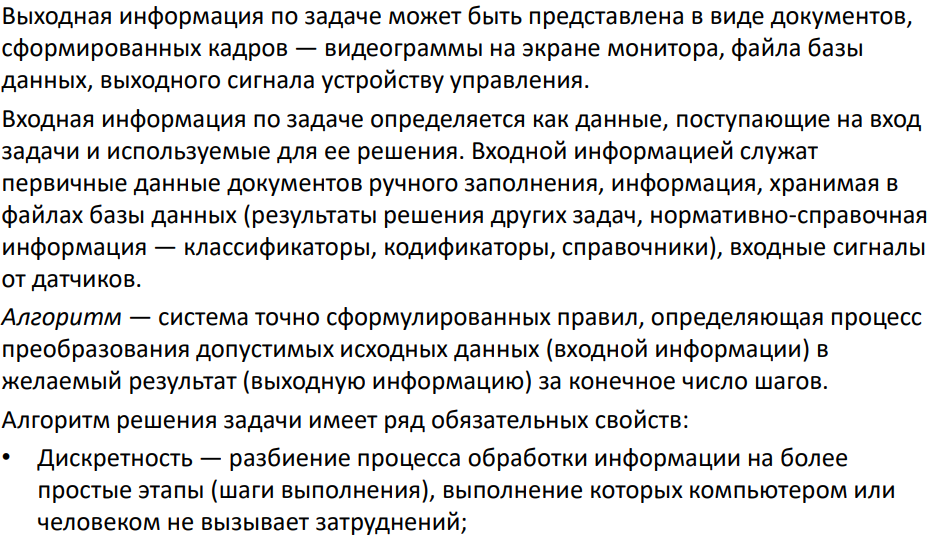 Выходная информация по задаче может быть представлена в виде документов,
сформированных кадров — видеограммы на экране монитора, файла базы
данных, выходного сигнала устройству управления.
Входная информация по задаче определяется как данные, поступающие на вход
задачи и используемые для ее решения. Входной информацией служат
первичные данные документов ручного заполнения, информация, хранимая в
файлах базы данных (результаты решения других задач, нормативно-справочная
информация — классификаторы, кодификаторы, справочники), входные сигналы
от датчиков.
Алгоритм — система точно сформулированных правил, определяющая процесс
преобразования допустимых исходных данных (входной информации) в
желаемый результат (выходную информацию) за конечное число шагов.
Алгоритм решения задачи имеет ряд обязательных свойств:
• Дискретность — разбиение процесса обработки информации на более
простые этапы (шаги выполнения), выполнение которых компьютером или
человеком не вызывает затруднений;